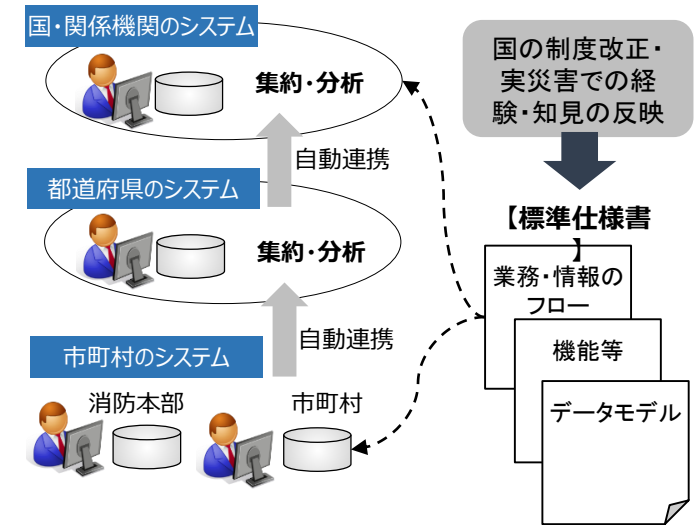 国・関係機関のシステム
集約・分析
自動連携
都道府県のシステム
集約・分析
自動連携
市町村のシステム
消防本部
市町村
国の制度改正・
実災害での経
験・知見の反映
【標準仕様書
】
業務・情報の
フロー
機能等
データモデル